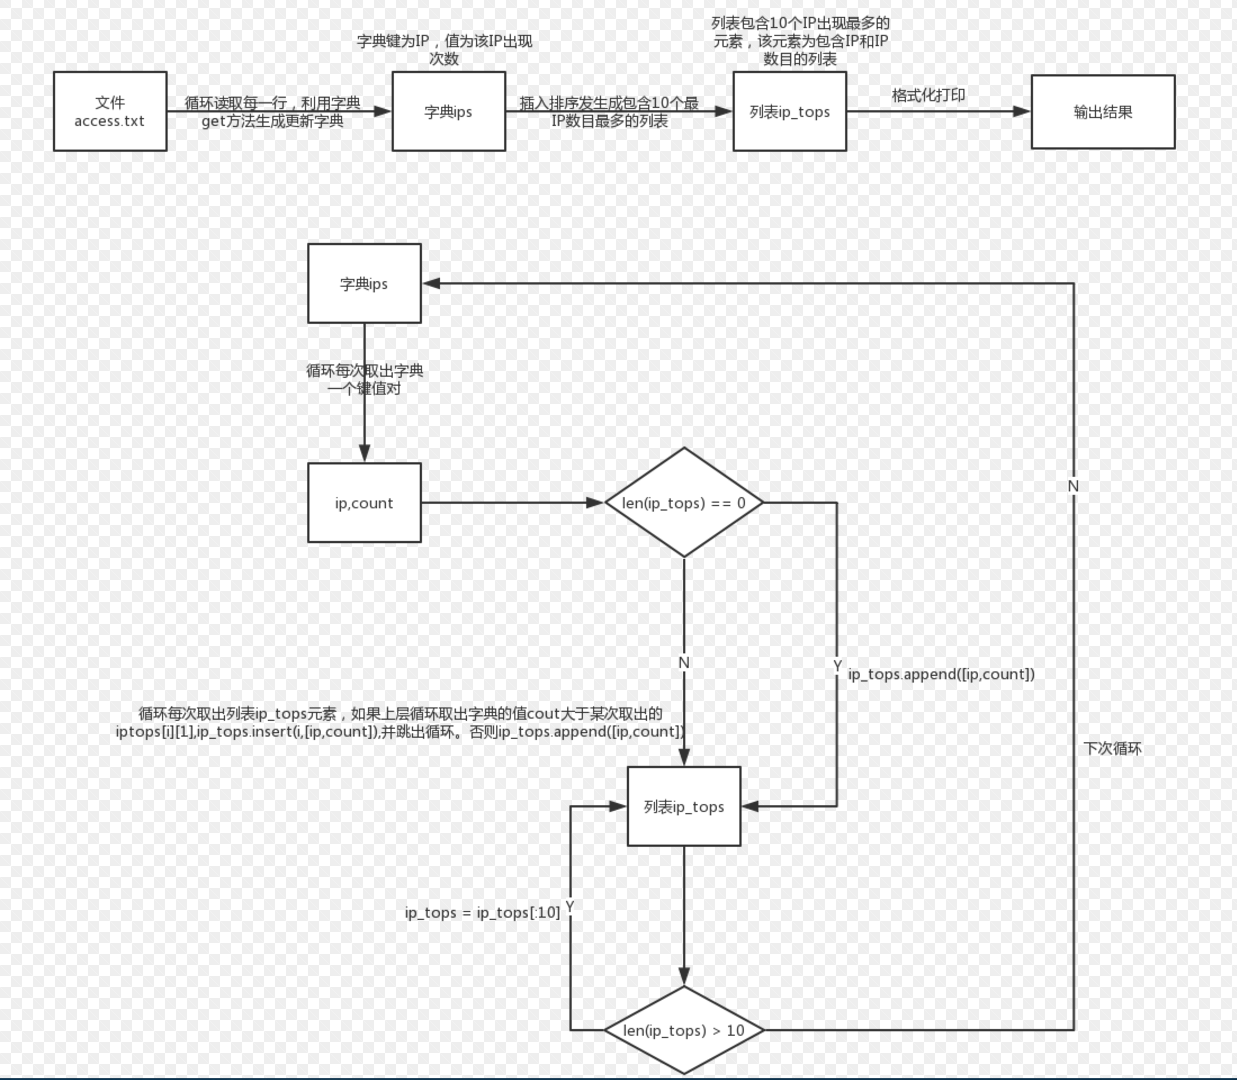 列表包含10个IP出现最多的
元素，该元素为包含IP和IP
数目的列表
字典键为IP，值为该IP出现
次数
文件
access.txt
循环读取每一行，利用字典
get方法生成更新字典
字典ips
插入排序发生成包含10个最
IP数目最多的列表
列表ip_tops
格式化打印
输出结果
字典ips
循环每次取出字典
一个键值对
ip,count
len(ip_tops) == 0
N
N
Y
ip_tops.append([ip,count])
循环每次取出列表ip_tops元素，如果上层循环取出字典的值cout大于某次取出的
iptops[i][1],ip_tops.insert(i,[ip,count]),并跳出循环。否则ip_tops.append([ip,count])
下次循环
列表ip_tops
ip_tops = ip_tops[:10]
Y
len(ip_tops) > 10